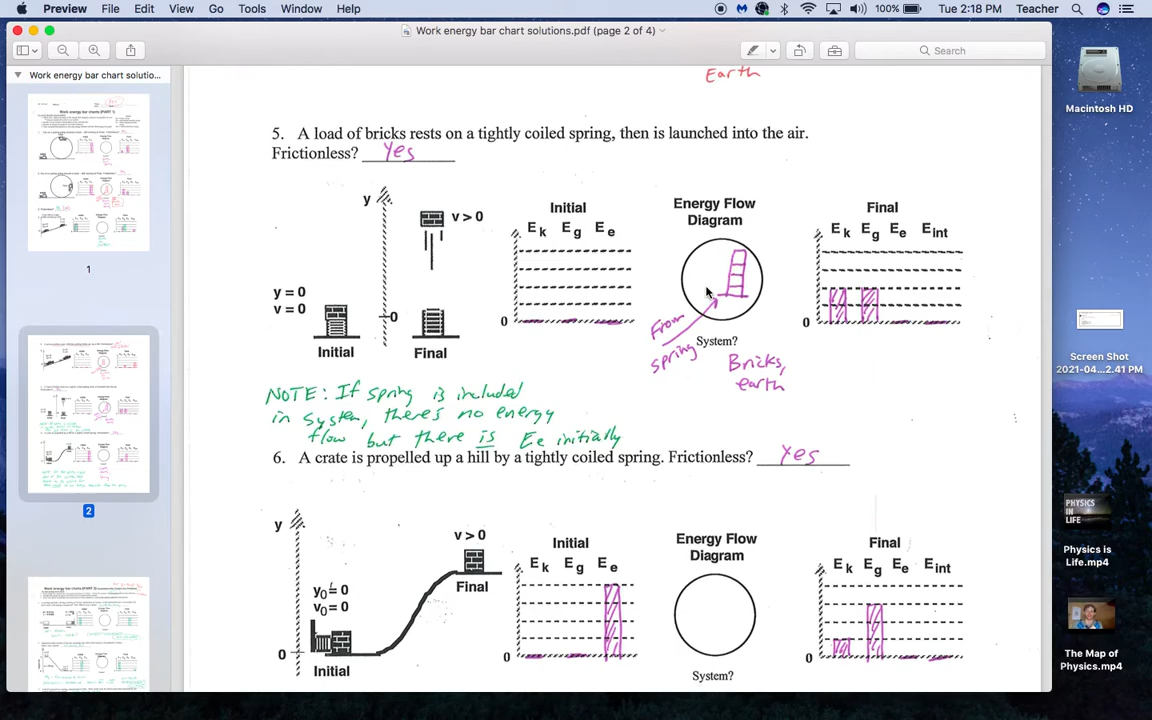 Preview File Edit View Go Tools Window Help 100% Tue 2:18 PM Teacher
Work energy bar chart solutions.pdf (page 2 of 4)
Search
Work energy bar chart solutio...
1
2
Earth
5. A load of bricks rests on a tightly coiled spring, then is launched into the air.
Frictionless? Yes
y
v > 0
y = 0
v = 0
0
Initial
Final
Initial
Ek Eg Ee
0
Energy Flow
Diagram
From
spring
System?
Bricks,
earth
Final
Ek Eg Ee Eint
0
NOTE: If spring is included
in system, there's no energy
flow but there is Ee initially
6. A crate is propelled up a hill by a tightly coiled spring. Frictionless? Yes
y
v > 0
Final
y0 = 0
v0 = 0
0
Initial
Initial
Ek Eg Ee
0
Energy Flow
Diagram
System?
Final
Ek Eg Ee Eint
0
Macintosh HD
Screen Shot
2021-04...2.41 PM
PHYSICS
IN
LIFE
Physics is
Life.mp4
The Map of
Physics.mp4